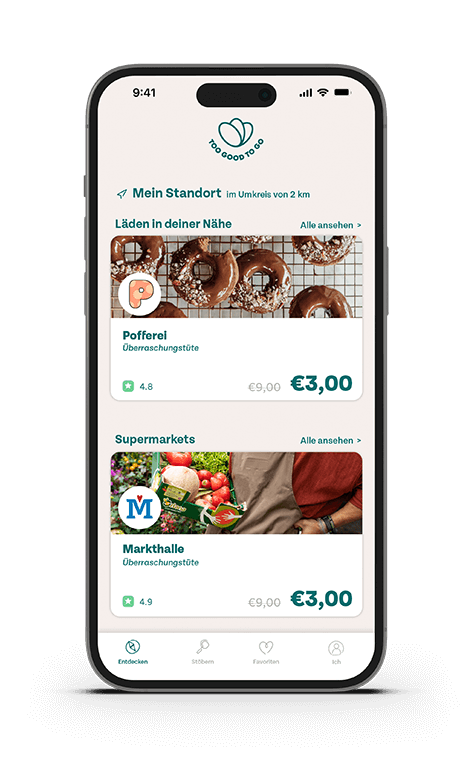 9:41
TOO GOOD TO GO
Mein Standort im Umkreis von 2 km
Läden in deiner Nähe
Alle ansehen >
P
Pofferei
Überraschungstüte
4.8
€9,00 €3,00
Supermarkets
Alle ansehen >
M
Markthalle
Überraschungstüte
4.9
€9,00 €3,00
Entdecken Stöbern Favoriten Ich